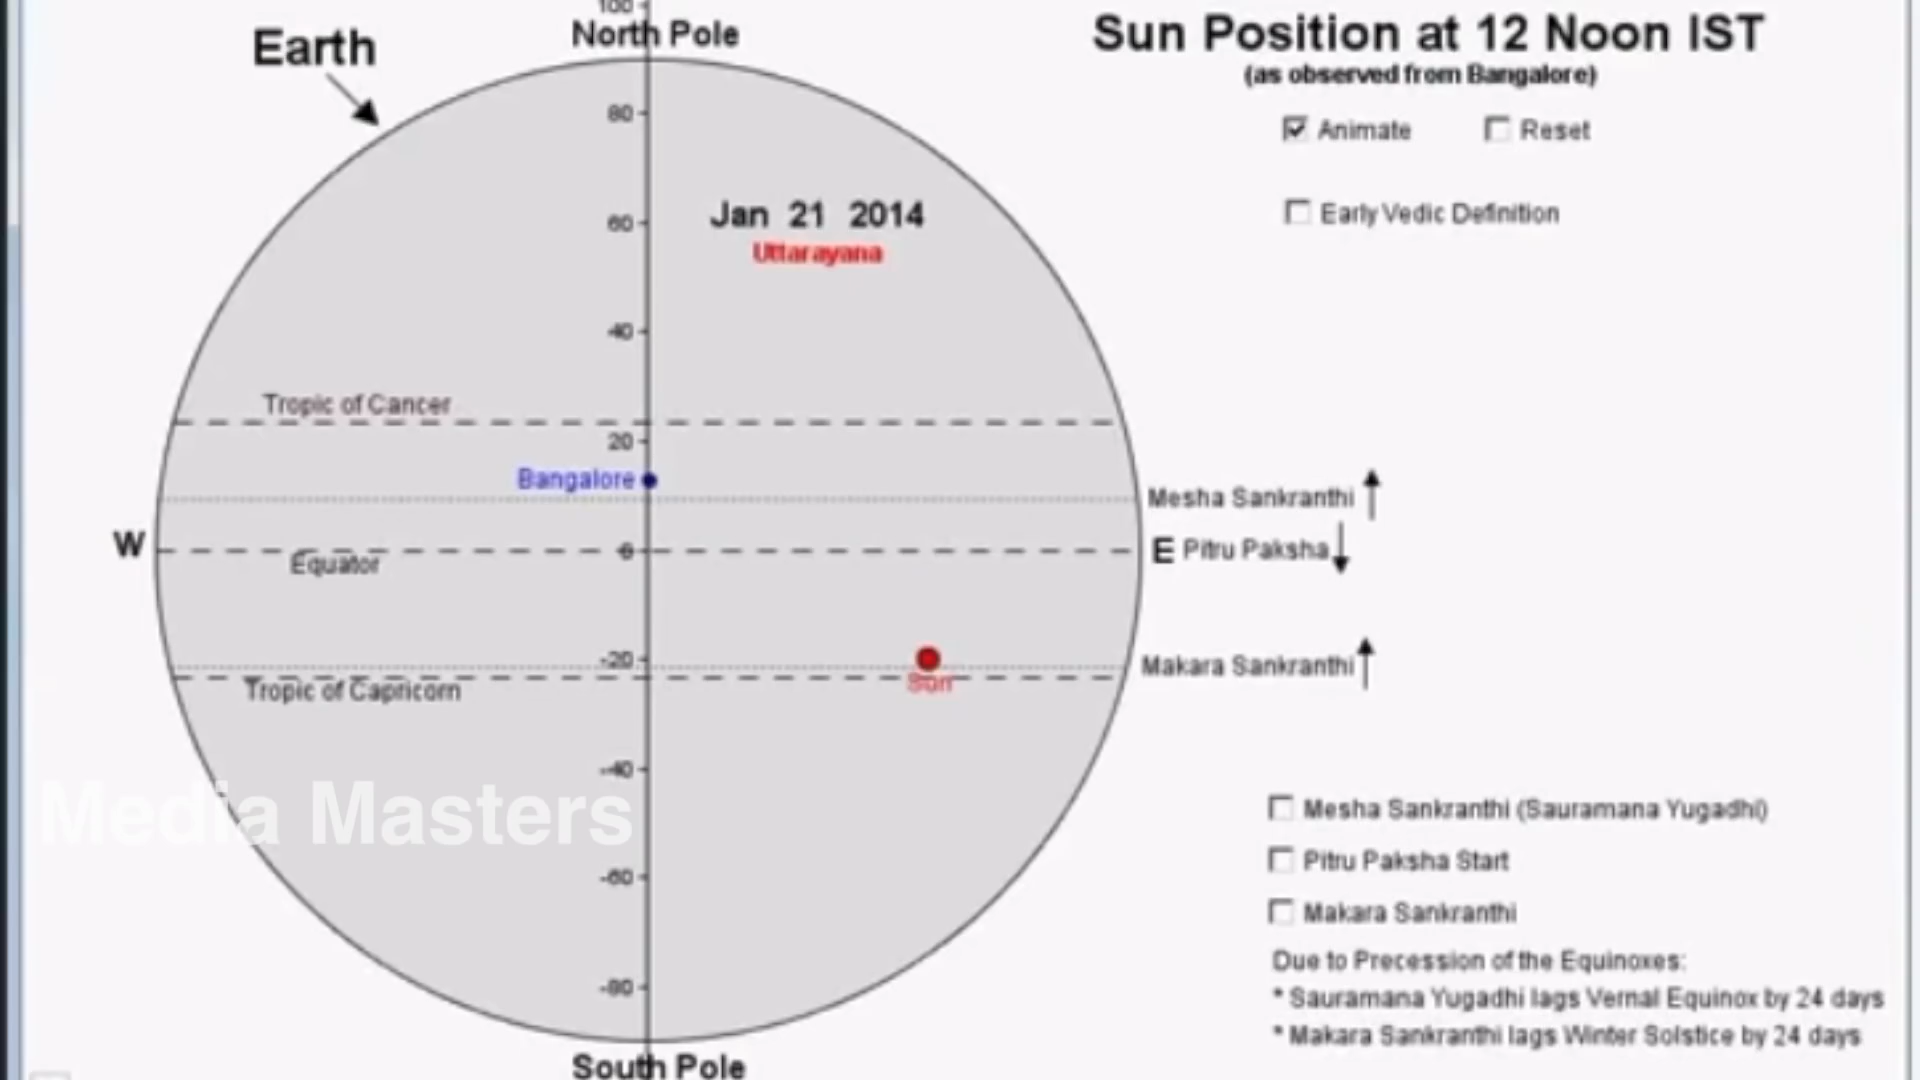 100
North Pole
Earth
Sun Position at 12 Noon IST
(as observed from Bangalore)
Animate
Reset
80
Early Vedic Definition
60
Jan 21 2014
Uttarayana
40
Tropic of Cancer
20
Bangalore
Mesha Sankranthi
W
Equator
0
E
Pitru Paksha
-20
Makara Sankranthi
Sun
Tropic of Capricorn
-40
Media Masters
Mesha Sankranthi (Sauramana Yugadhi)
-60
Pitru Paksha Start
Makara Sankranthi
Due to Precession of the Equinoxes:
-80
* Sauramana Yugadhi lags Vernal Equinox by 24 days
* Makara Sankranthi lags Winter Solstice by 24 days
South Pole